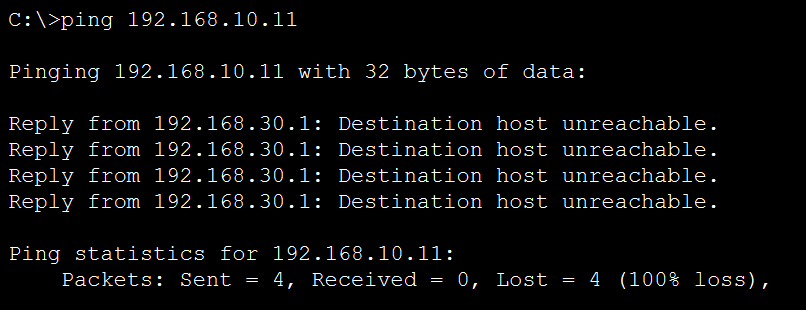 C:\>ping 192.168.10.11
Pinging 192.168.10.11 with 32 bytes of data:
Reply from 192.168.30.1: Destination host unreachable.
Reply from 192.168.30.1: Destination host unreachable.
Reply from 192.168.30.1: Destination host unreachable.
Reply from 192.168.30.1: Destination host unreachable.
Ping statistics for 192.168.10.11:
    Packets: Sent = 4, Received = 0, Lost = 4 (100% loss),